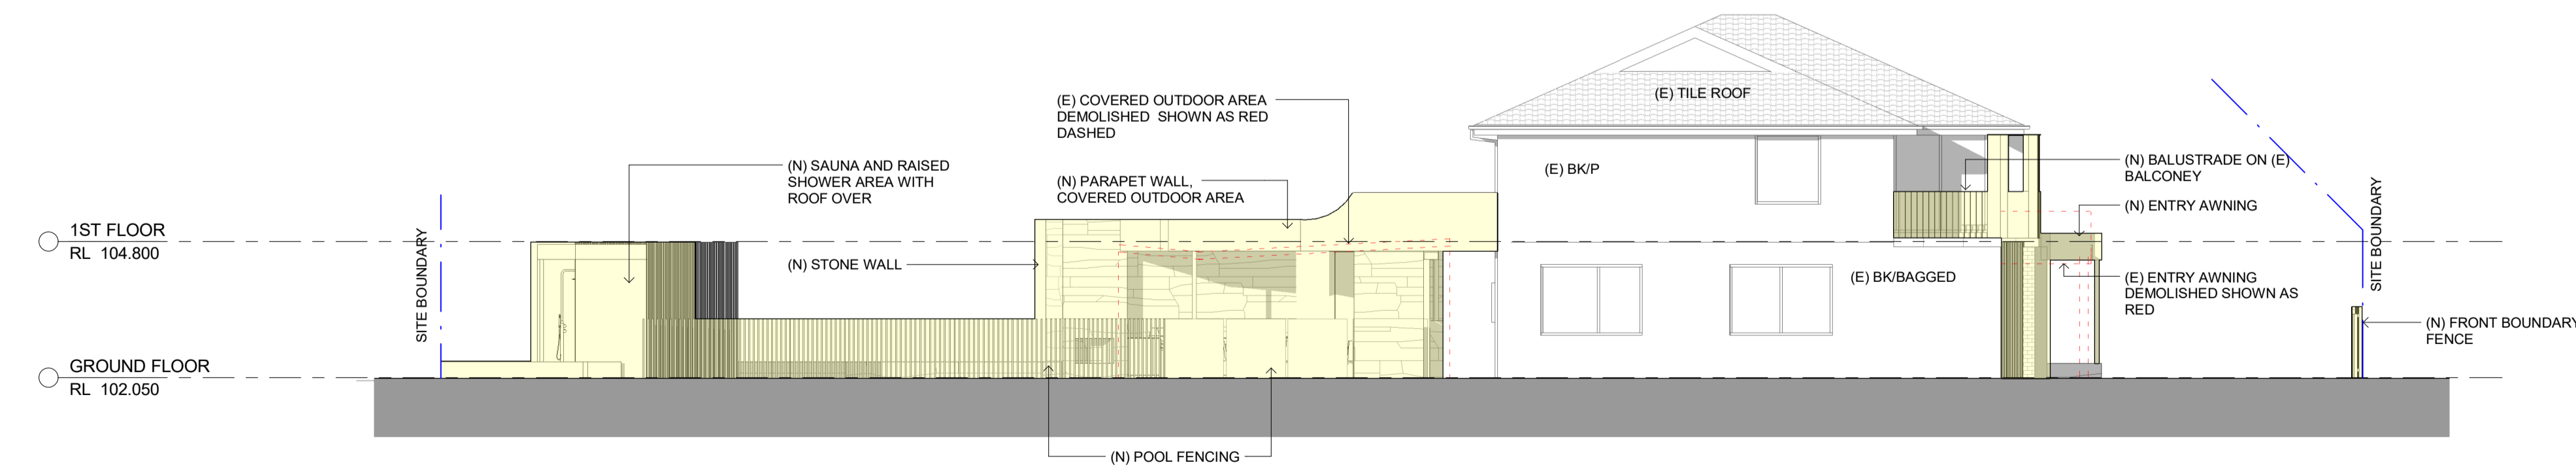 (E) TILE ROOF
(E) COVERED OUTDOOR AREA
DEMOLISHED SHOWN AS RED
DASHED
(N) SAUNA AND RAISED
SHOWER AREA WITH
ROOF OVER
(N) PARAPET WALL,
COVERED OUTDOOR AREA
(E) BK/P
(N) BALUSTRADE ON (E)
BALCONEY
(N) ENTRY AWNING
1ST FLOOR
RL 104.800
SITE BOUNDARY
(N) STONE WALL
(E) BK/BAGGED
(E) ENTRY AWNING
DEMOLISHED SHOWN AS
RED
SITE BOUNDARY
(N) FRONT BOUNDARY
FENCE
GROUND FLOOR
RL 102.050
(N) POOL FENCING